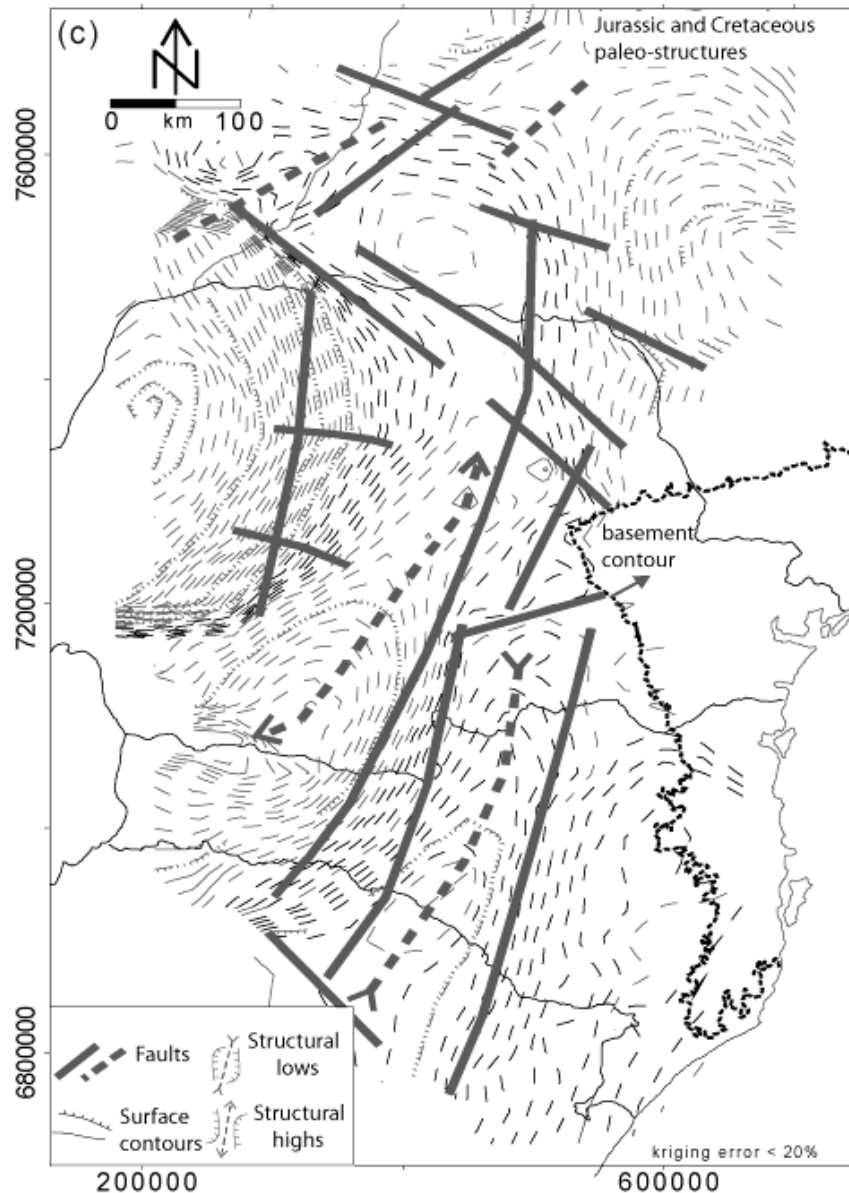 (c)
Jurassic and Cretaceous
paleo-structures
N
0 km 100
7600000
basement
contour
7200000
6800000
Faults
Structural
lows
Surface
contours
Structural
highs
kriging error < 20%
200000
600000